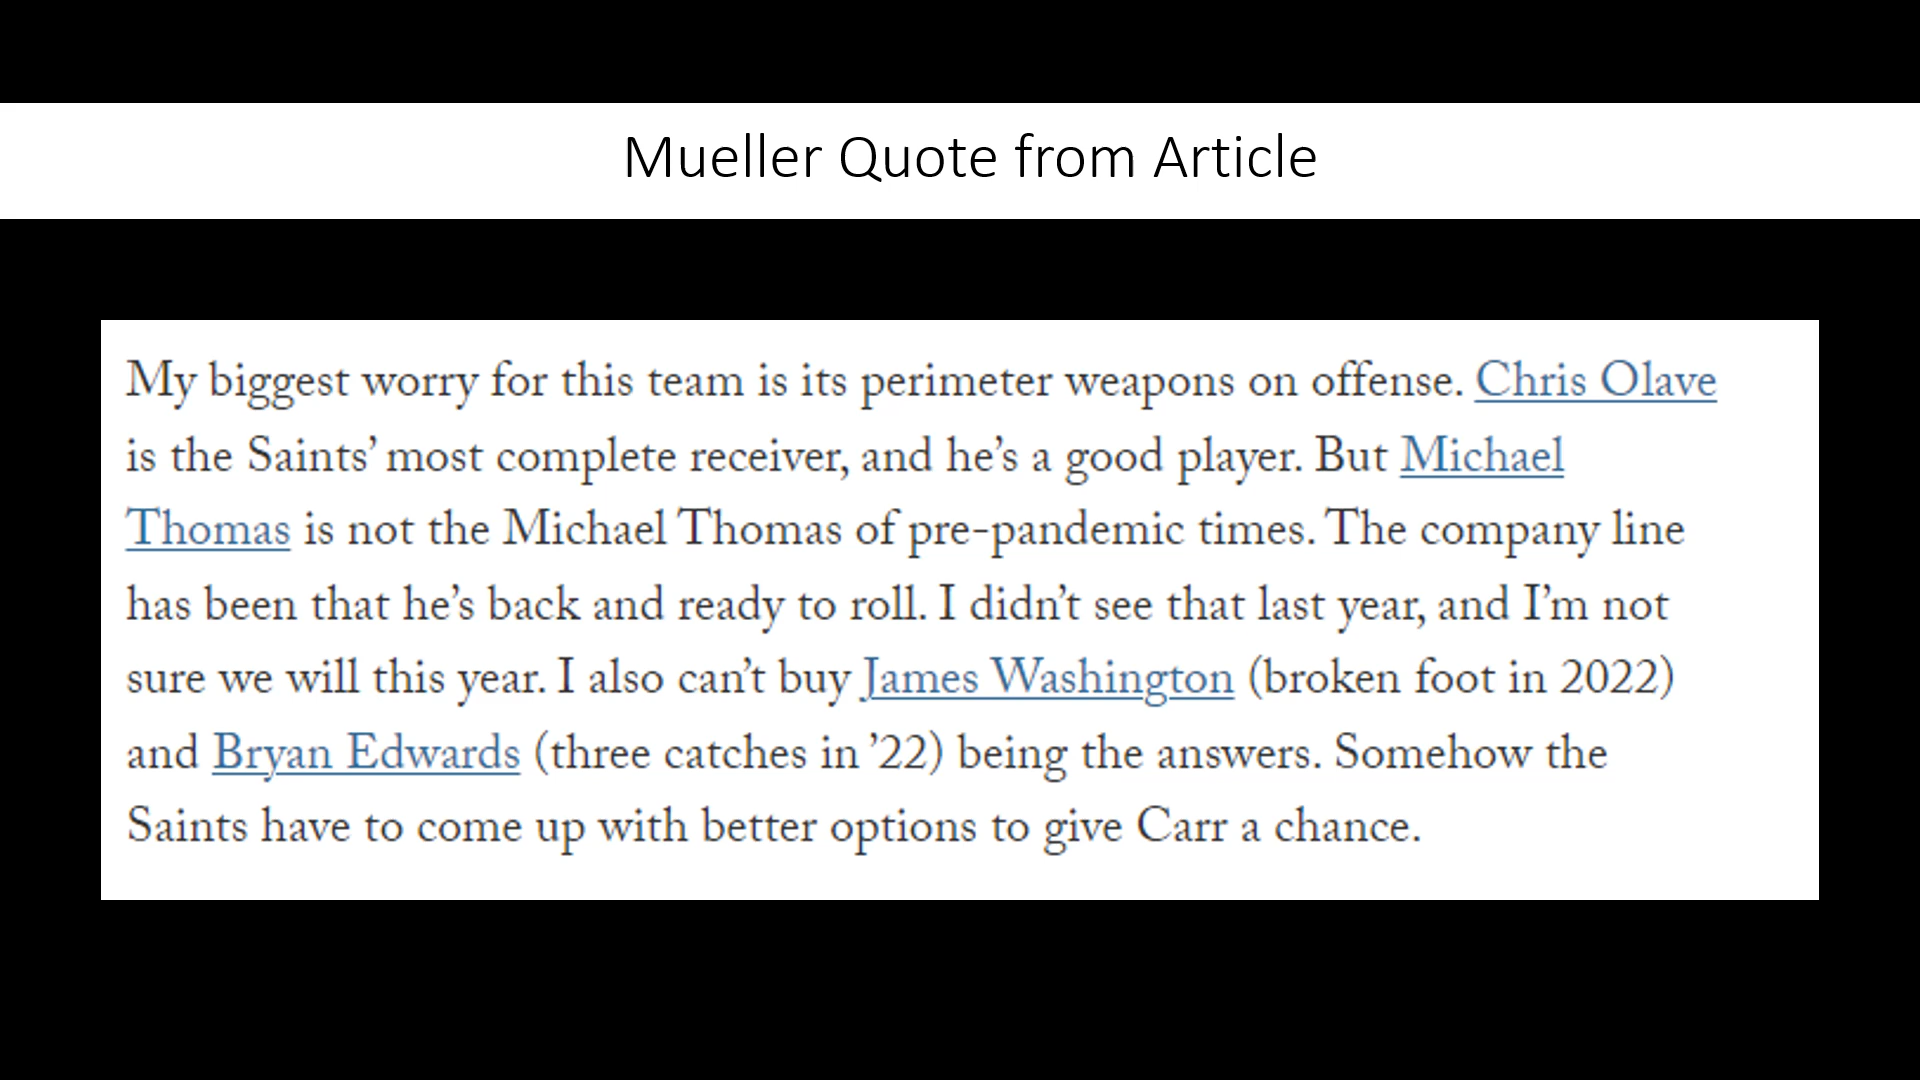 Mueller Quote from Article
My biggest worry for this team is its perimeter weapons on offense. Chris Olave
is the Saints’ most complete receiver, and he’s a good player. But Michael
Thomas is not the Michael Thomas of pre-pandemic times. The company line
has been that he’s back and ready to roll. I didn’t see that last year, and I’m not
sure we will this year. I also can’t buy James Washington (broken foot in 2022)
and Bryan Edwards (three catches in ’22) being the answers. Somehow the
Saints have to come up with better options to give Carr a chance.